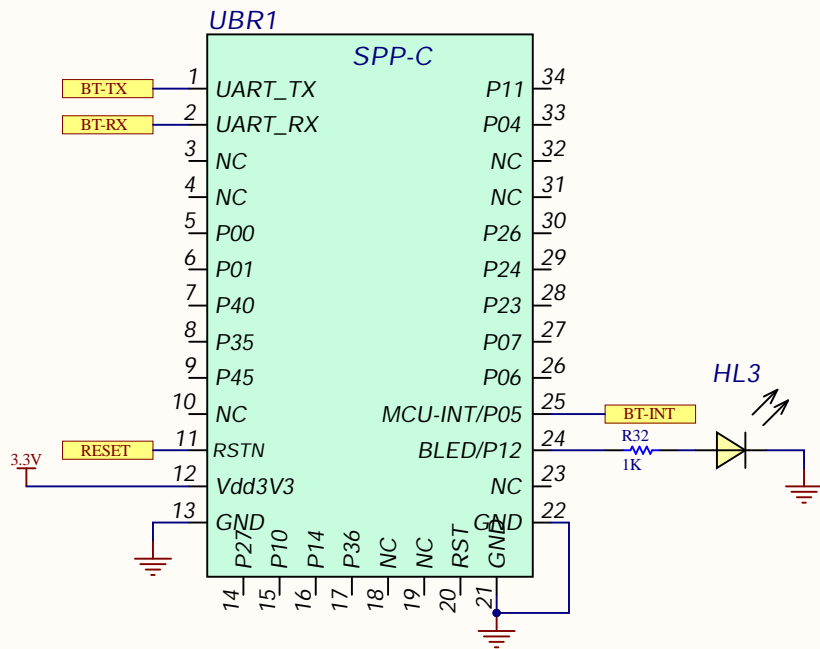 UBR1
SPP-C
BT-TX 1 UART_TX P11 34
BT-RX 2 UART_RX P04 33
3 NC NC 32
4 NC NC 31
5 P00 P26 30
6 P01 P24 29
7 P40 P23 28
8 P35 P07 27
9 P45 P06 26
HL3
10 NC MCU-INT/P05 25 BT-INT
RESET 11 RSTN BLED/P12 24 R32
1K
3.3V
12 Vdd3V3 NC 23
13 GND GND 22
P27 P10 P14 P36 NC NC RST GND
14 15 16 17 18 19 20 21